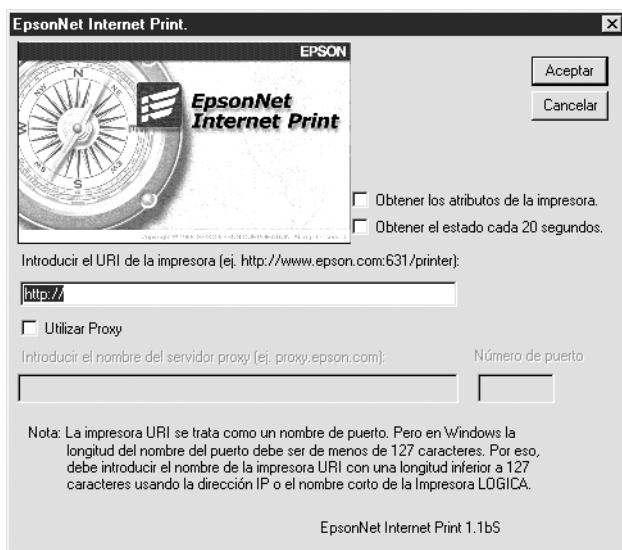 EpsonNet Internet Print.
EPSON
EpsonNet
Internet Print
N
W
S
Aceptar
Cancelar
Obtener los atributos de la impresora.
Obtener el estado cada 20 segundos.
Introducir el URI de la impresora (ej. http://www.epson.com:631/printer):
http://
Utilizar Proxy
Introducir el nombre del servidor proxy (ej. proxy.epson.com):
Número de puerto
Nota: La impresora URI se trata como un nombre de puerto. Pero en Windows la
longitud del nombre del puerto debe ser de menos de 127 caracteres. Por eso,
debe introducir el nombre de la impresora URI con una longitud inferior a 127
caracteres usando la dirección IP o el nombre corto de la Impresora LOGICA.
EpsonNet Internet Print 1.1bS